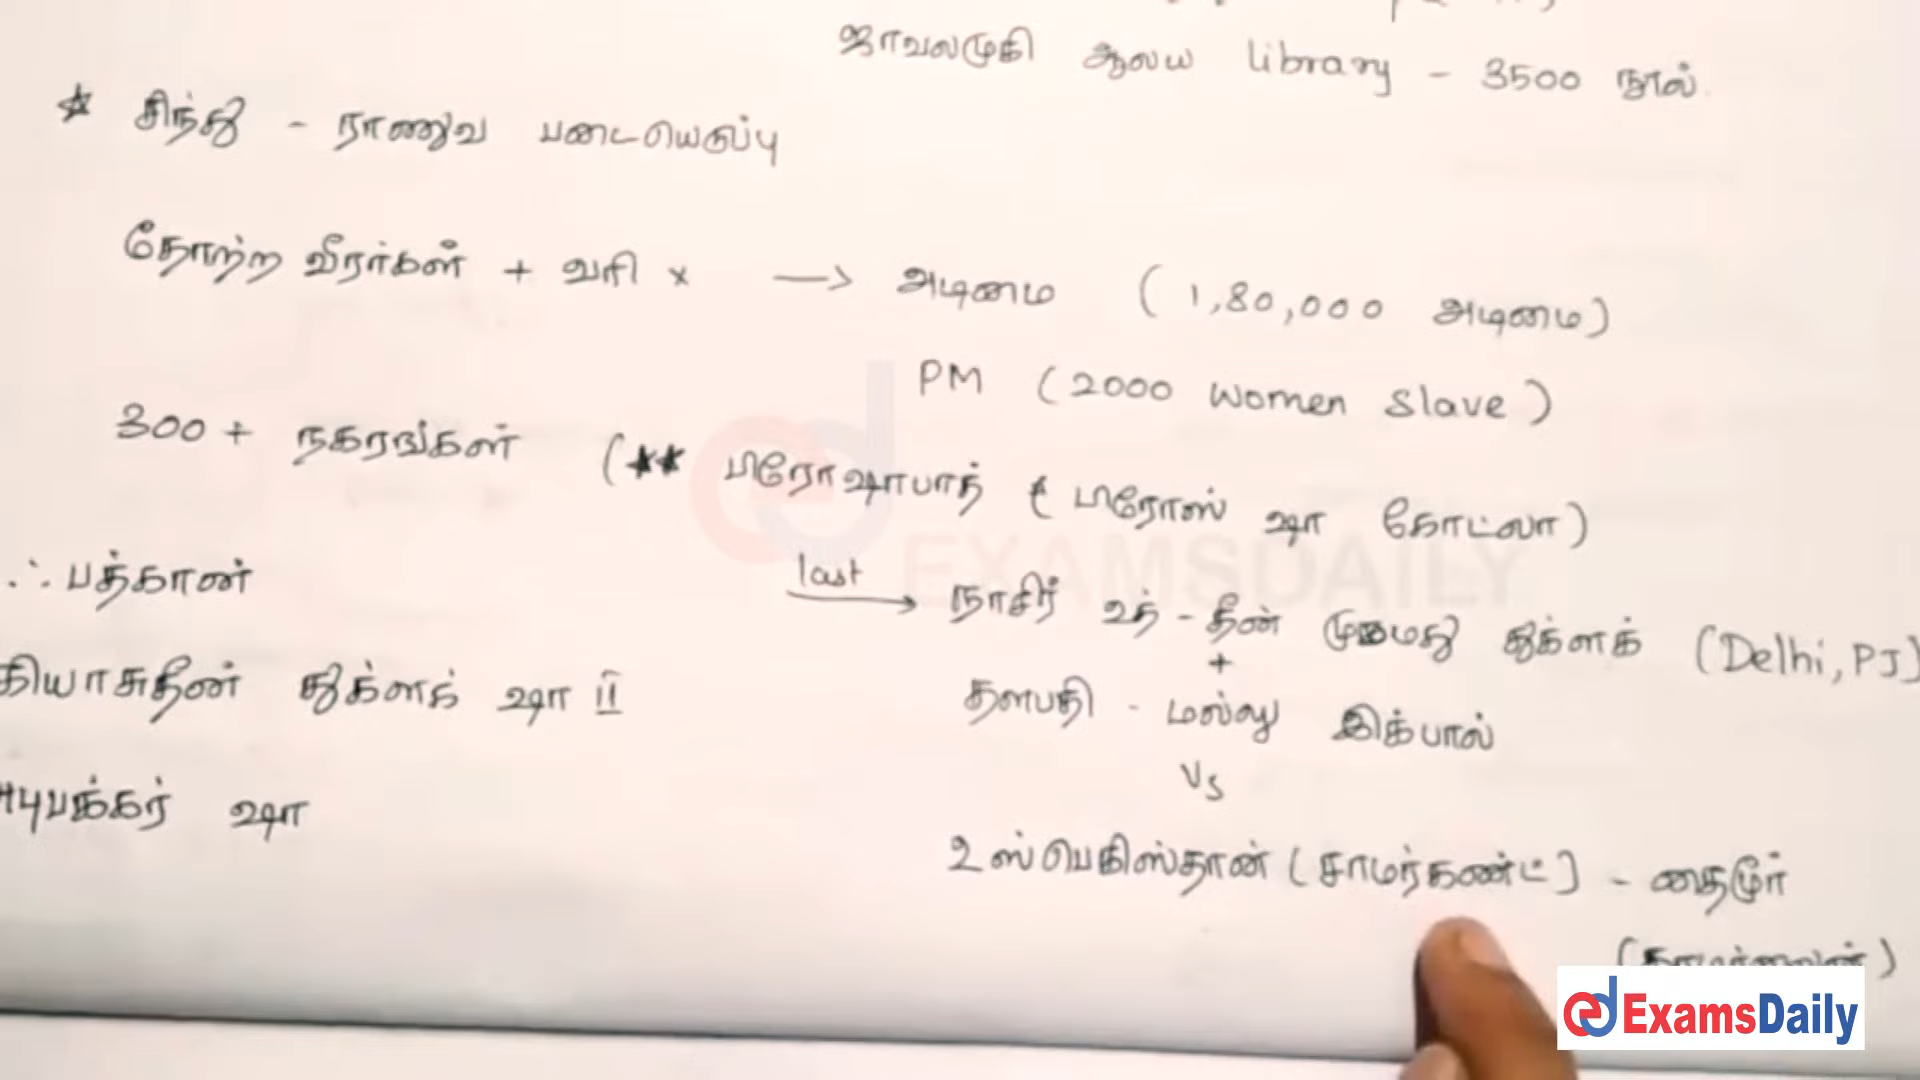 ஜாவலமுகி ஆலய library - 3500 நூல்
* சிந்து - ராணுவ படையெடுப்பு
தோற்ற வீரர்கள் + வரி x → அடிமை (1,80,000 அடிமை)
PM (2000 women slave)
300 + நகரங்கள் (** பிரோஷாபாத் ( பிரோஸ் ஷா கோட்லா)
∴ பத்கான்
last → நாசிர் உத் - தீன் முகமது துக்ளக் (Delhi, PJ)
கியாசுதீன் துக்ளக் ஷா II
+
தளபதி - மல்லு இக்பால்
Vs
அபுபக்கர் ஷா
உஸ்பெகிஸ்தான் (சாமர்கண்ட்) - தைமூர்
EXAMSDAILY
ExamsDaily